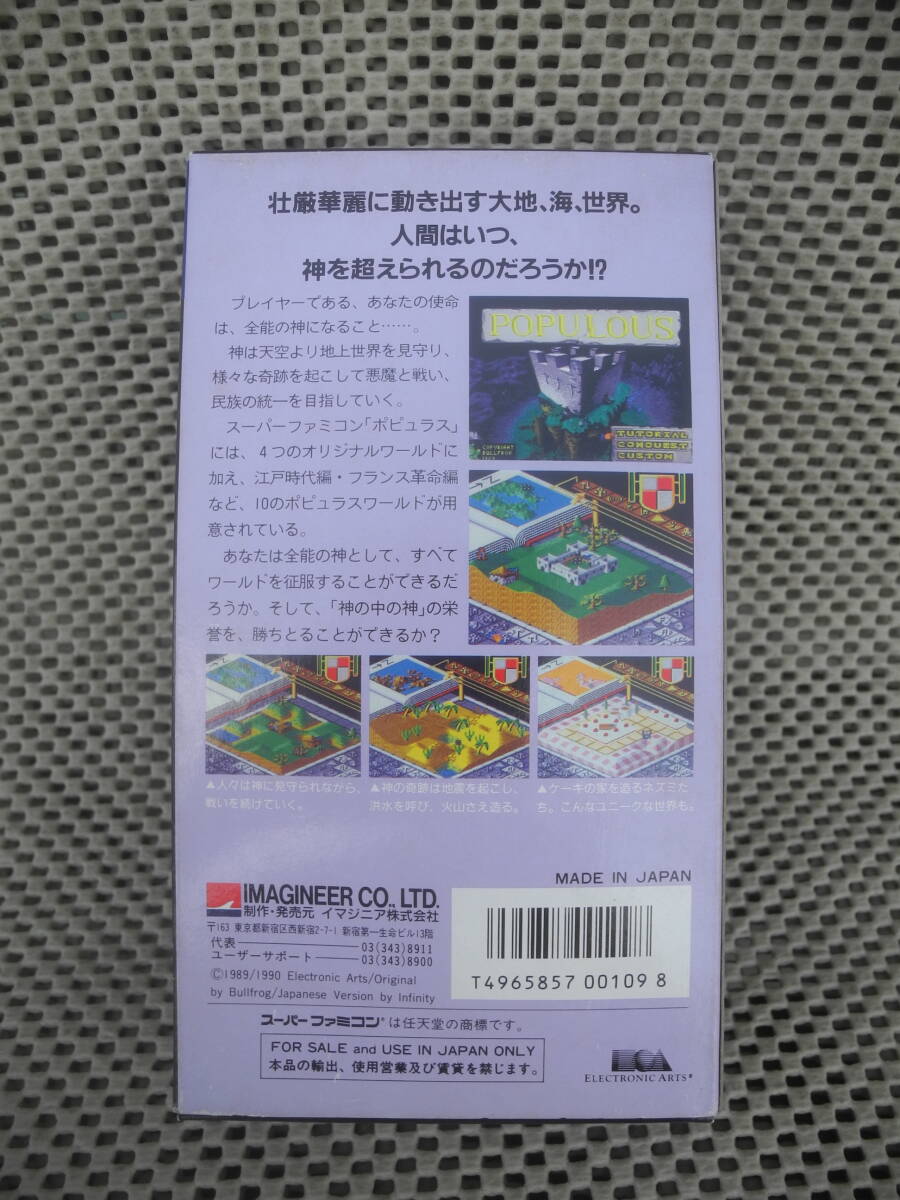 壮厳華麗に動き出す大地、海、世界。
人間はいつ、
神を超えられるのだろうか!?
プレイヤーである、あなたの使命
は、全能の神になること……。
神は天空より地上世界を見守り、
様々な奇跡を起こして悪魔と戦い、
民族の統一を目指していく。
スーパーファミコン「ポピュラス」
には、4つのオリジナルワールドに
加え、江戸時代編・フランス革命編
など、10のポピュラスワールドが用
意されている。
あなたは全能の神として、すべて
ワールドを征服することができるだ
ろうか。そして、「神の中の神」の栄
誉を、勝ちとることができるか?
POPULOUS
TUTORIAL
CONQUEST
CUSTOM
COPYRIGHT
BULLFROG
▲人々は神に見守られながら、
戦いを続けていく。
▲神の奇跡は地震を起こし、
洪水を呼び、火山さえ造る。
▲ケーキの家を造るネズミた
ち。こんなユニークな世界も。
MADE IN JAPAN
IMAGINEER CO., LTD.
制作・発売元 イマジニア株式会社
〒163 東京都新宿区西新宿2-7-1 新宿第一生命ビル13階
代表 03(343)8911
ユーザーサポート 03(343)8900
©1989/1990 Electronic Arts/Original
by Bullfrog/Japanese Version by Infinity
T4965857 00109 8
スーパーファミコン®は任天堂の商標です。
FOR SALE and USE IN JAPAN ONLY
本品の輸出、使用営業及び賃貸を禁じます。
ELECTRONIC ARTS®